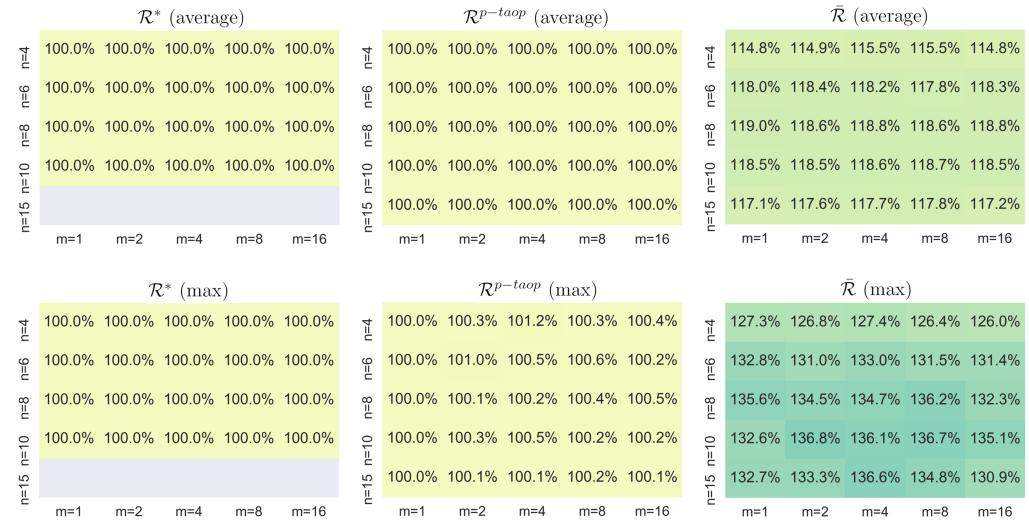 𝓡* (average) 𝓡^{p−taop} (average) 𝓡̄ (average)
n=4 100.0% 100.0% 100.0% 100.0% 100.0% n=4 100.0% 100.0% 100.0% 100.0% 100.0% n=4 114.8% 114.9% 115.5% 115.5% 114.8%
n=6 100.0% 100.0% 100.0% 100.0% 100.0% n=6 100.0% 100.0% 100.0% 100.0% 100.0% n=6 118.0% 118.4% 118.2% 117.8% 118.3%
n=8 100.0% 100.0% 100.0% 100.0% 100.0% n=8 100.0% 100.0% 100.0% 100.0% 100.0% n=8 119.0% 118.6% 118.8% 118.6% 118.8%
n=10 100.0% 100.0% 100.0% 100.0% 100.0% n=10 100.0% 100.0% 100.0% 100.0% 100.0% n=10 118.5% 118.5% 118.6% 118.7% 118.5%
n=15 n=15 100.0% 100.0% 100.0% 100.0% 100.0% n=15 117.1% 117.6% 117.7% 117.8% 117.2%
m=1 m=2 m=4 m=8 m=16 m=1 m=2 m=4 m=8 m=16 m=1 m=2 m=4 m=8 m=16
𝓡* (max) 𝓡^{p−taop} (max) 𝓡̄ (max)
n=4 100.0% 100.0% 100.0% 100.0% 100.0% n=4 100.0% 100.3% 101.2% 100.3% 100.4% n=4 127.3% 126.8% 127.4% 126.4% 126.0%
n=6 100.0% 100.0% 100.0% 100.0% 100.0% n=6 100.0% 101.0% 100.5% 100.6% 100.2% n=6 132.8% 131.0% 133.0% 131.5% 131.4%
n=8 100.0% 100.0% 100.0% 100.0% 100.0% n=8 100.0% 100.1% 100.2% 100.4% 100.5% n=8 135.6% 134.5% 134.7% 136.2% 132.3%
n=10 100.0% 100.0% 100.0% 100.0% 100.0% n=10 100.0% 100.3% 100.5% 100.2% 100.2% n=10 132.6% 136.8% 136.1% 136.7% 135.1%
n=15 n=15 100.0% 100.1% 100.1% 100.2% 100.1% n=15 132.7% 133.3% 136.6% 134.8% 130.9%
m=1 m=2 m=4 m=8 m=16 m=1 m=2 m=4 m=8 m=16 m=1 m=2 m=4 m=8 m=16